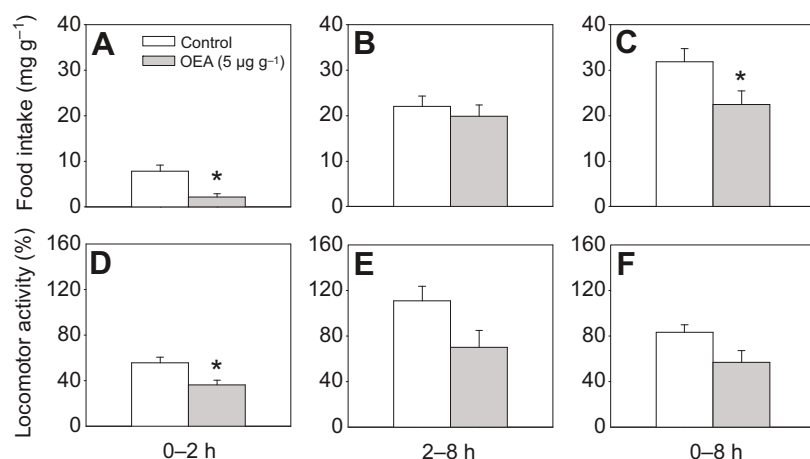 Food intake (mg g⁻¹)
40
30
20
10
0
A
Control
OEA (5 µg g⁻¹)
*
40
30
20
10
0
B
40
30
20
10
0
C
*
Locomotor activity (%)
160
120
80
40
0
D
*
0–2 h
160
120
80
40
0
E
2–8 h
160
120
80
40
0
F
0–8 h